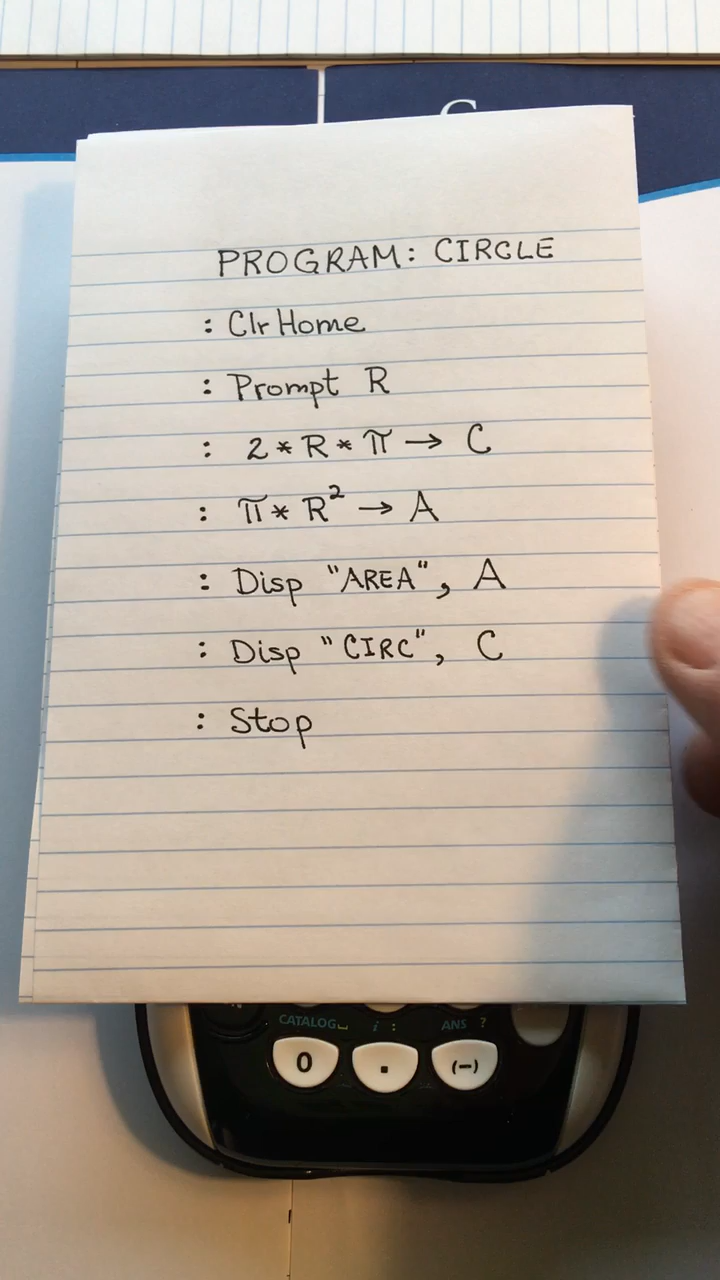 PROGRAM: CIRCLE
: ClrHome
: Prompt R
: 2 * R * π → C
: π * R² → A
: Disp "AREA", A
: Disp "CIRC", C
: Stop
CATALOG i : ANS ?
0 . (-)